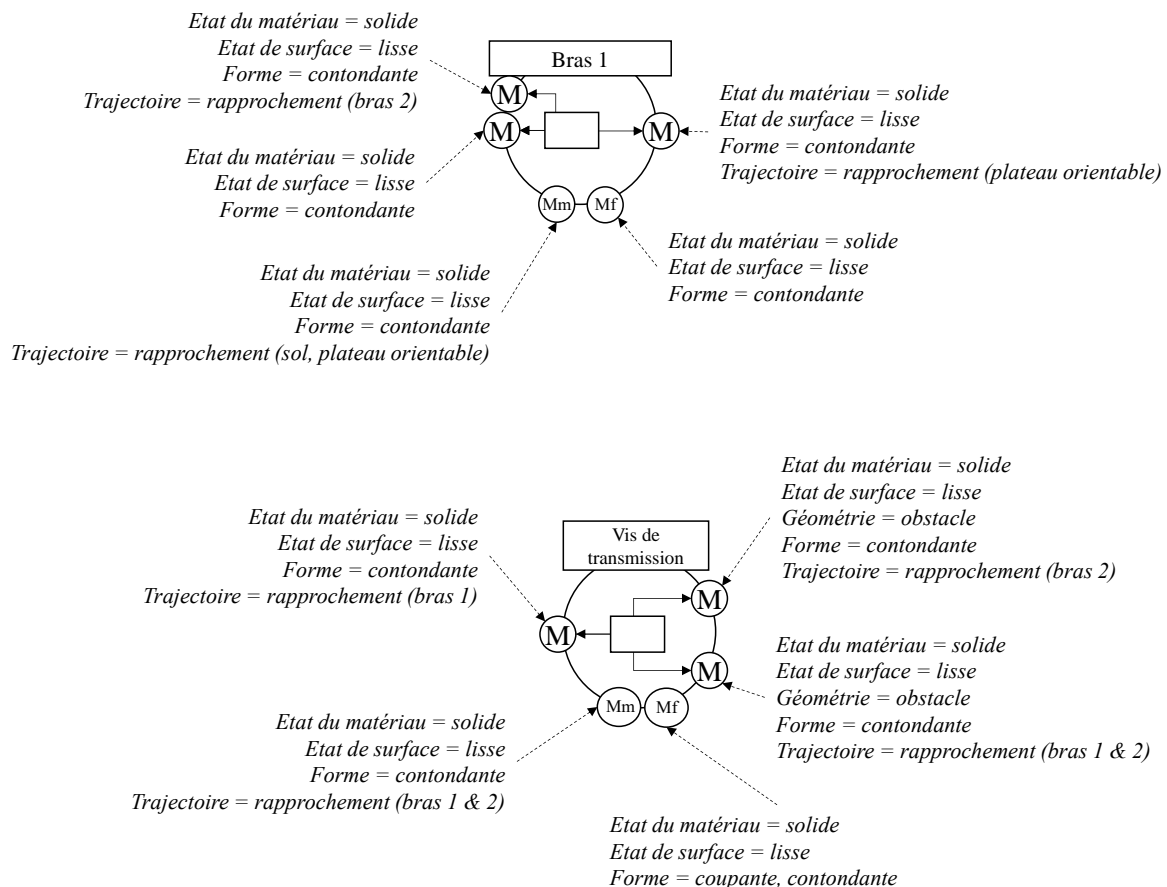 Etat du matériau = solide
Etat de surface = lisse
Forme = contondante
Trajectoire = rapprochement (bras 2)
Bras 1
M
M
M
Etat du matériau = solide
Etat de surface = lisse
Forme = contondante
Trajectoire = rapprochement (plateau orientable)
Etat du matériau = solide
Etat de surface = lisse
Forme = contondante
Mm
Mf
Etat du matériau = solide
Etat de surface = lisse
Forme = contondante
Etat du matériau = solide
Etat de surface = lisse
Forme = contondante
Trajectoire = rapprochement (sol, plateau orientable)
Etat du matériau = solide
Etat de surface = lisse
Géométrie = obstacle
Forme = contondante
Trajectoire = rapprochement (bras 2)
Etat du matériau = solide
Etat de surface = lisse
Forme = contondante
Trajectoire = rapprochement (bras 1)
Vis de
transmission
M
M
M
Etat du matériau = solide
Etat de surface = lisse
Géométrie = obstacle
Forme = contondante
Trajectoire = rapprochement (bras 1 & 2)
Mm
Mf
Etat du matériau = solide
Etat de surface = lisse
Forme = contondante
Trajectoire = rapprochement (bras 1 & 2)
Etat du matériau = solide
Etat de surface = lisse
Forme = coupante, contondante